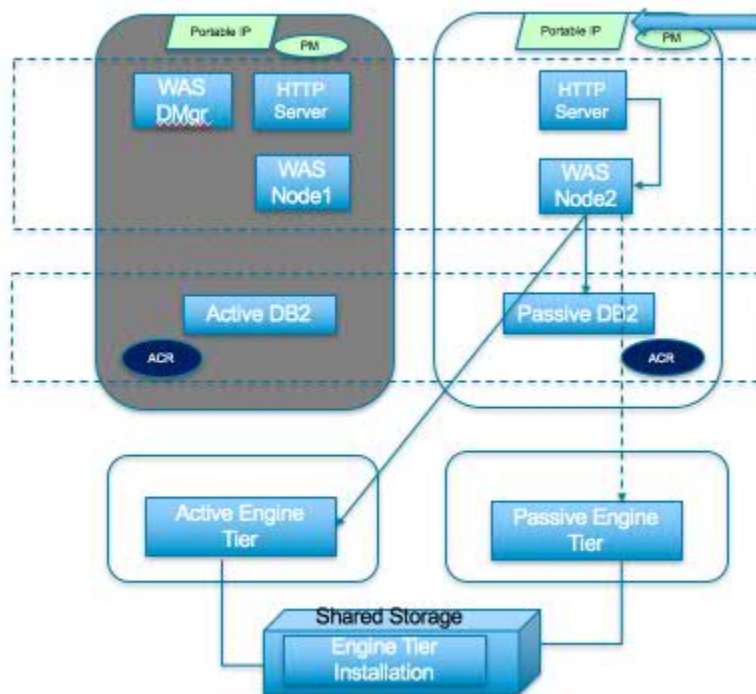 Portable IP
PM
Portable IP
PM
WAS
DMgr
HTTP
Server
HTTP
Server
WAS
Node1
WAS
Node2
Active DB2
Passive DB2
ACR
ACR
Active Engine
Tier
Passive Engine
Tier
Shared Storage
Engine Tier
Installation